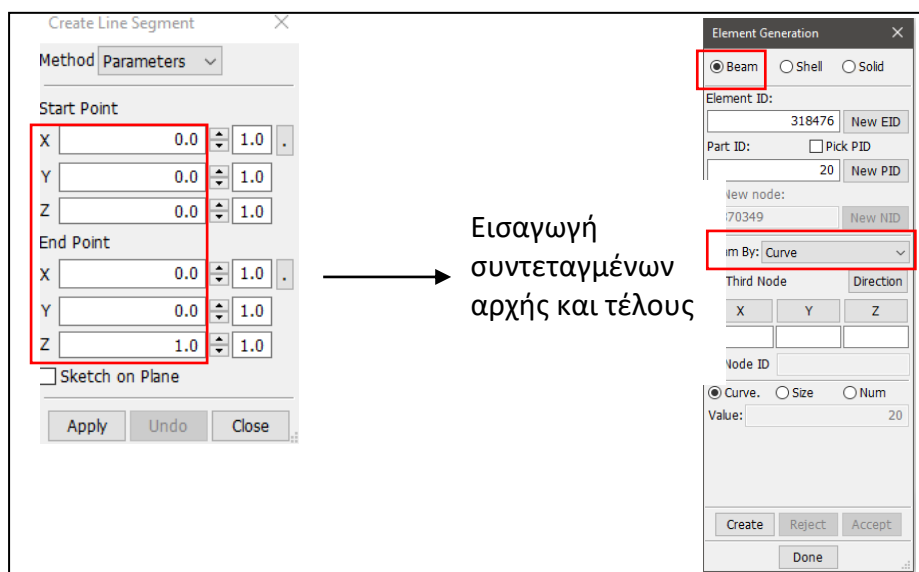 Create Line Segment
Method Parameters
Start Point
X 0.0 1.0 .
Y 0.0 1.0
Z 0.0 1.0
End Point
X 0.0 1.0 .
Y 0.0 1.0
Z 1.0 1.0
Sketch on Plane
Apply Undo Close
Εισαγωγή
συντεταγμένων
αρχής και τέλους
Element Generation
Beam Shell Solid
Element ID:
318476 New EID
Part ID: Pick PID
20 New PID
New node:
370349 New NID
By: Curve
Third Node Direction
X Y Z
Node ID
Curve. Size Num
Value: 20
Create Reject Accept
Done